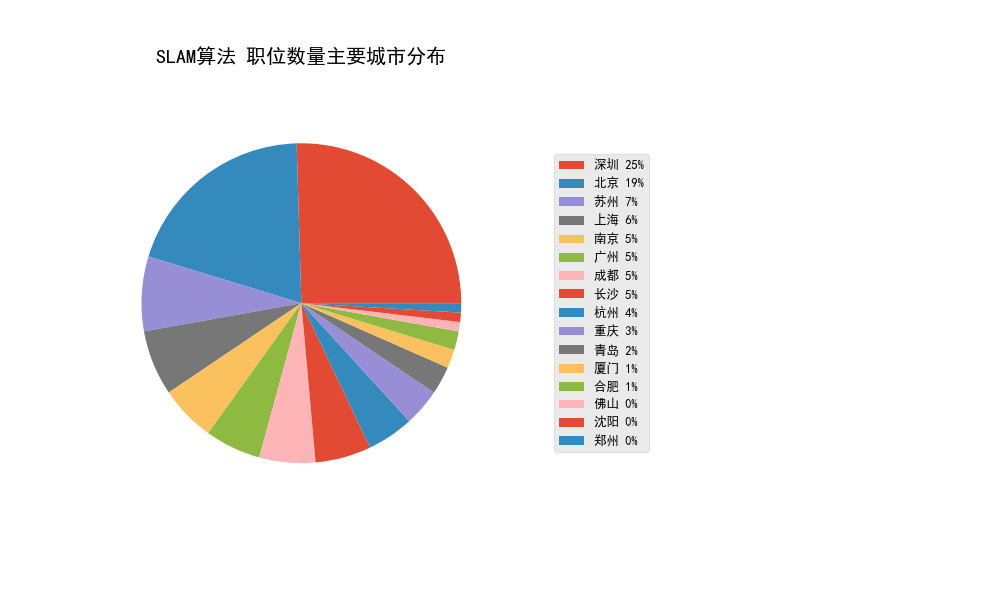 SLAM算法 职位数量主要城市分布
深圳 25%
北京 19%
苏州 7%
上海 6%
南京 5%
广州 5%
成都 5%
长沙 5%
杭州 4%
重庆 3%
青岛 2%
厦门 1%
合肥 1%
佛山 0%
沈阳 0%
郑州 0%